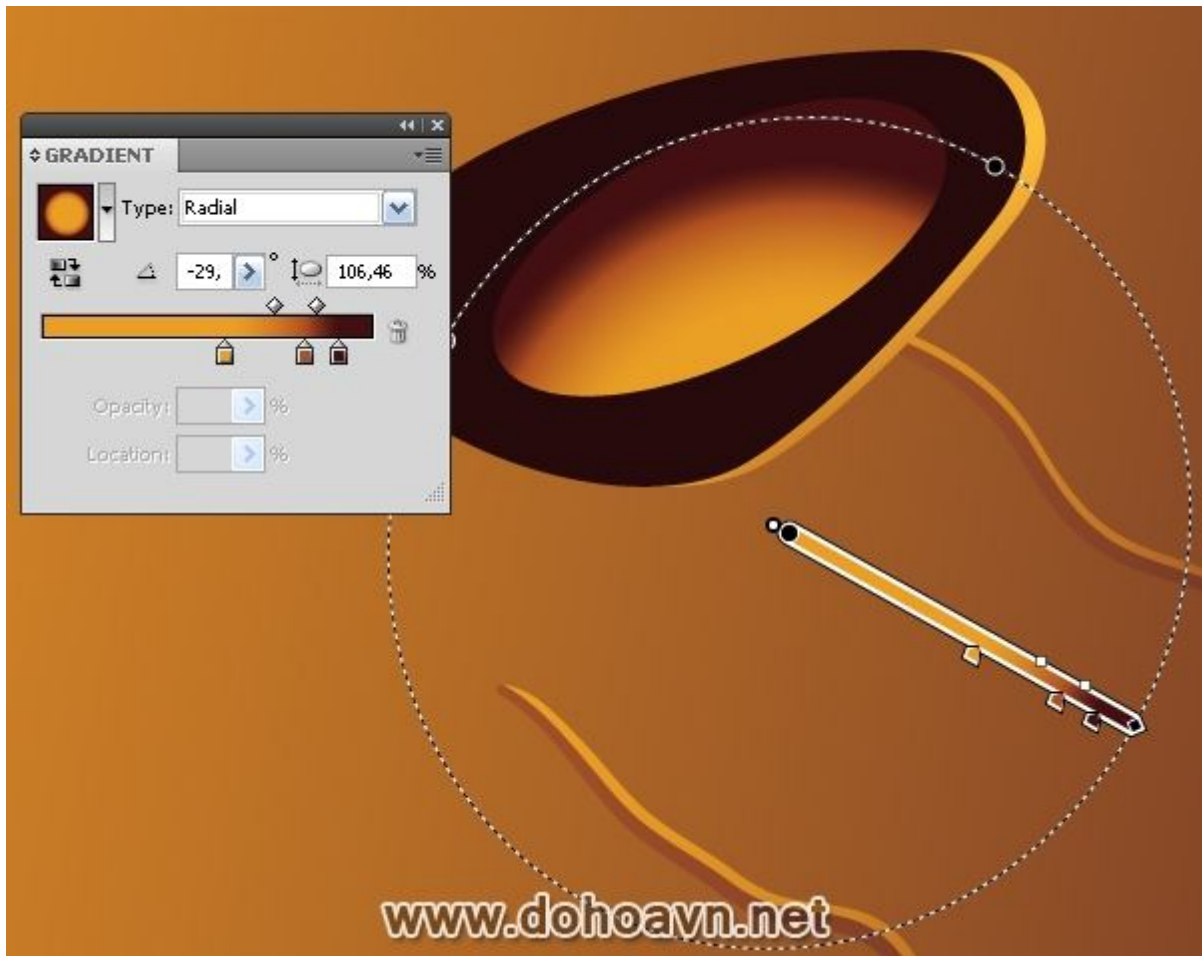 GRADIENT
Type: Radial
-29, ° 106,46 %
Opacity: %
Location: %
www.dohoavn.net